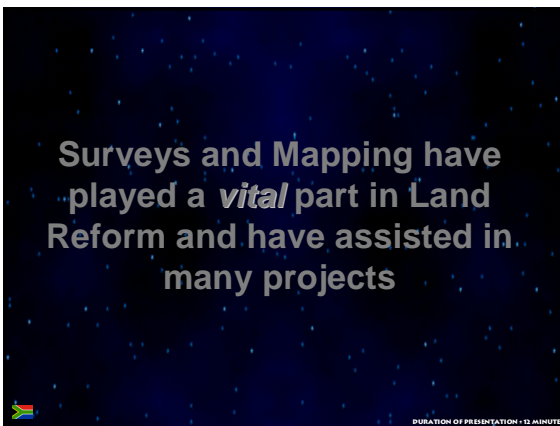 Surveys and Mapping have
played a vital part in Land
Reform and have assisted in
many projects
DURATION OF PRESENTATION - 12 MINUTE